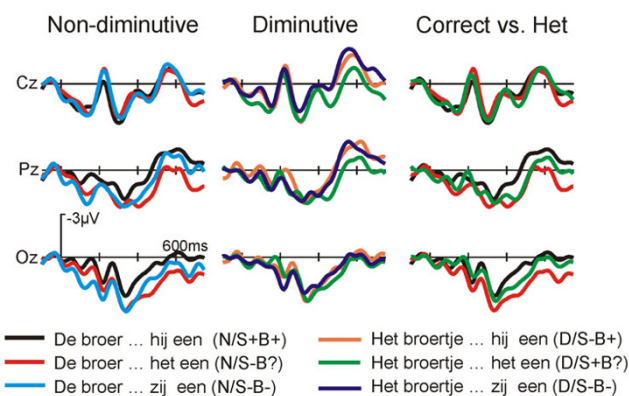 Non-diminutive Diminutive Correct vs. Het
Cz
Pz
-3µV
600ms
Oz
De broer ... hij een (N/S+B+) Het broertje ... hij een (D/S-B+)
De broer ... het een (N/S-B?) Het broertje ... het een (D/S+B?)
De broer ... zij een (N/S-B-) Het broertje ... zij een (D/S-B-)